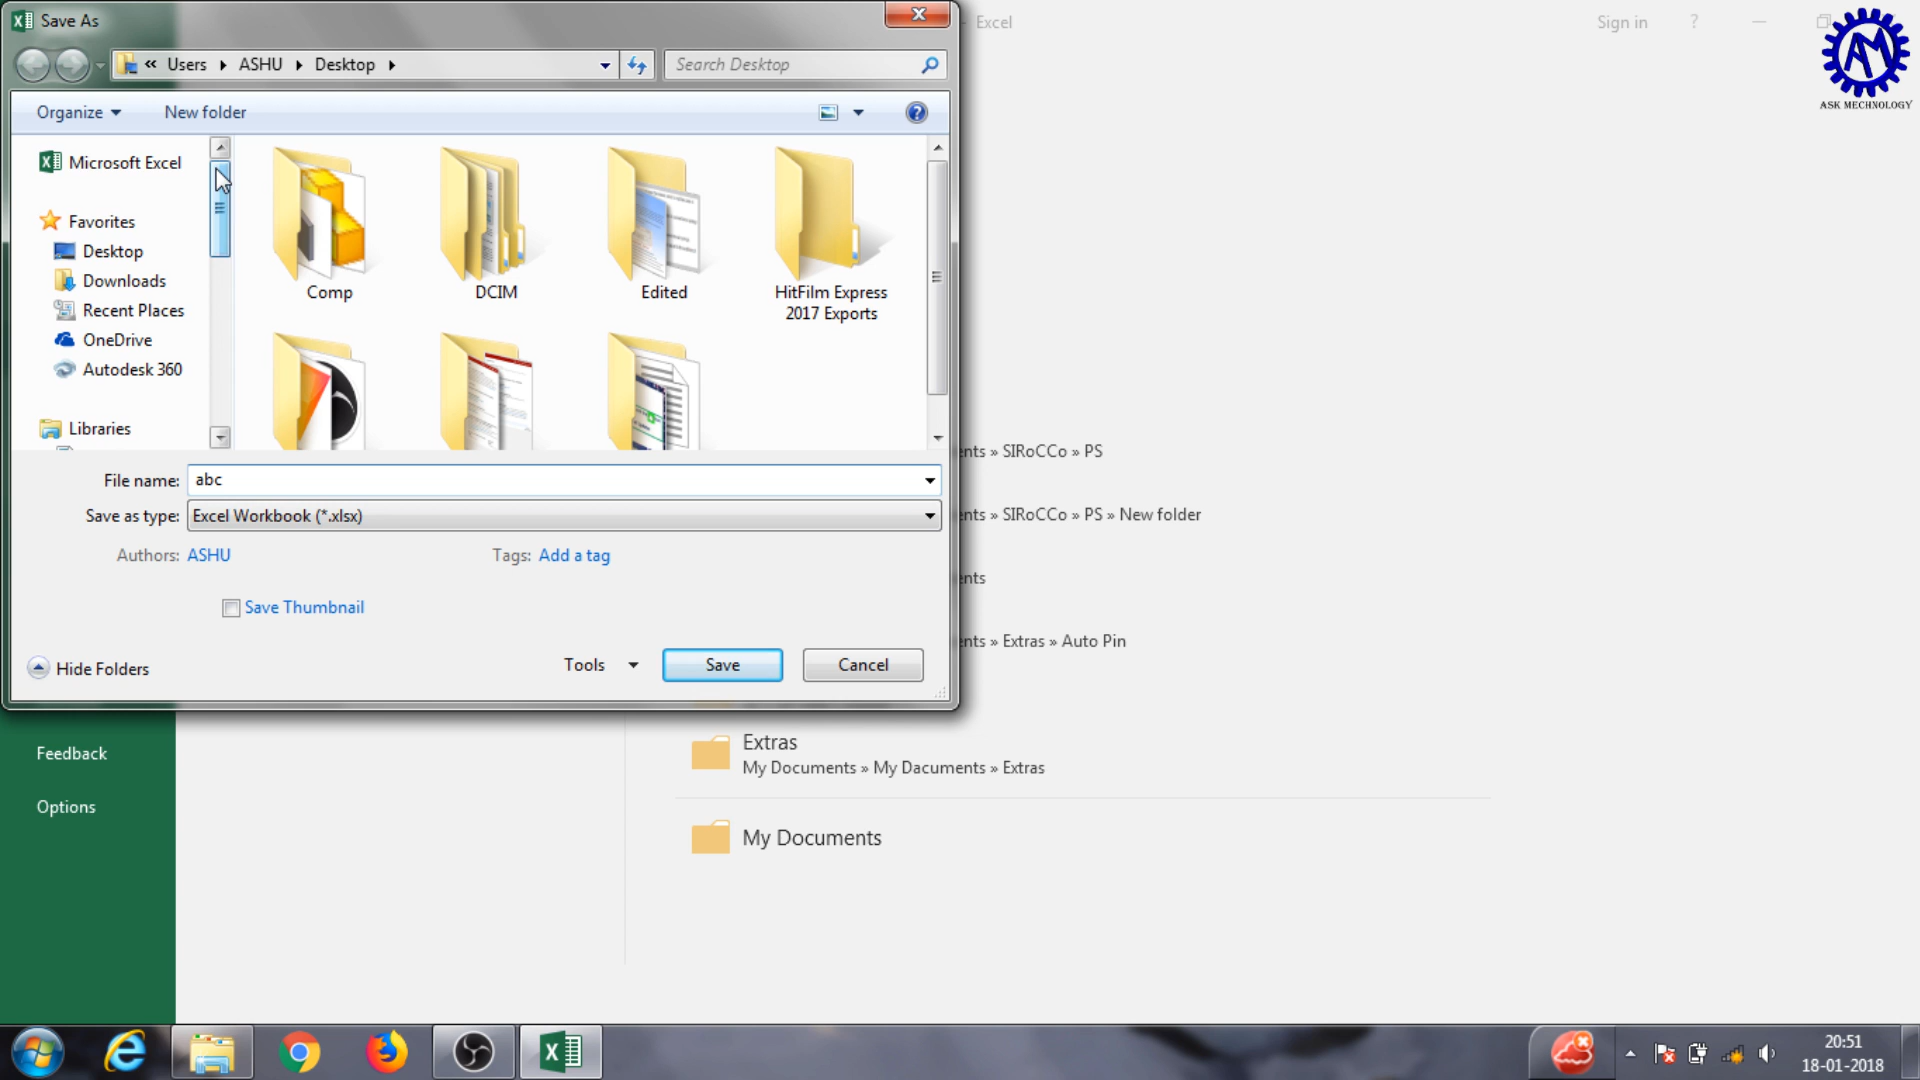 Save As
Excel
Sign in
?
ASK MECHNOLOGY
« Users ▸ ASHU ▸ Desktop ▸
Search Desktop
Organize
New folder
Microsoft Excel
Favorites
Desktop
Downloads
Recent Places
OneDrive
Autodesk 360
Libraries
Comp
DCIM
Edited
HitFilm Express
2017 Exports
File name: abc
Save as type: Excel Workbook (*.xlsx)
Authors: ASHU
Tags: Add a tag
Save Thumbnail
Hide Folders
Tools
Save
Cancel
ents » SIRoCCo » PS
ents » SIRoCCo » PS » New folder
ents
ents » Extras » Auto Pin
Extras
My Documents » My Dacuments » Extras
My Documents
Feedback
Options
20:51
18-01-2018